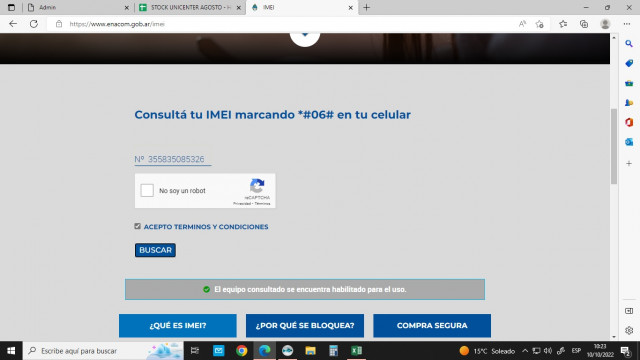 Admin
STOCK UNICENTER AGOSTO - H
IMEI
https://www.enacom.gob.ar/imei
Consultá tu IMEI marcando *#06# en tu celular
Nº 355835085326
No soy un robot
reCAPTCHA
Privacidad - Términos
ACEPTO TERMINOS Y CONDICIONES
BUSCAR
El equipo consultado se encuentra habilitado para el uso.
¿QUÉ ES IMEI?
¿POR QUÉ SE BLOQUEA?
COMPRA SEGURA
Escribe aquí para buscar
15°C Soleado
ESP
10:23
10/10/2022